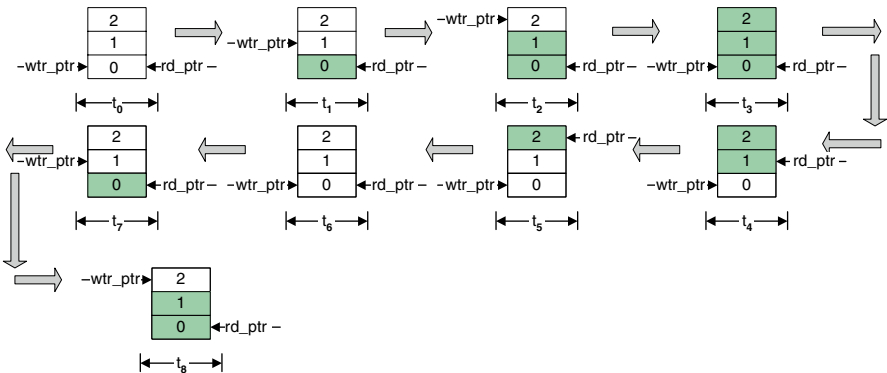 2 2 2 2
1 –wtr_ptr 1 –wtr_ptr 1 1
–wtr_ptr 0 rd_ptr – 0 rd_ptr – 0 rd_ptr – –wtr_ptr 0 rd_ptr –
t0 t1 t2 t3
2 2 2 rd_ptr – 2
–wtr_ptr 1 1 1 1 rd_ptr –
0 rd_ptr – –wtr_ptr 0 rd_ptr – –wtr_ptr 0 –wtr_ptr 0
t7 t6 t5 t4
–wtr_ptr 2
1
0 rd_ptr –
t8